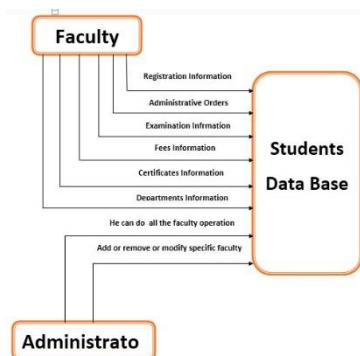 Faculty
Registration Information
Administrative Orders
Examination Infrmation
Fees Information
Certificates Information
Departments Information
He can do all the faculty operation
Add or remove or modify specific faculty
Students
Data Base
Administrato